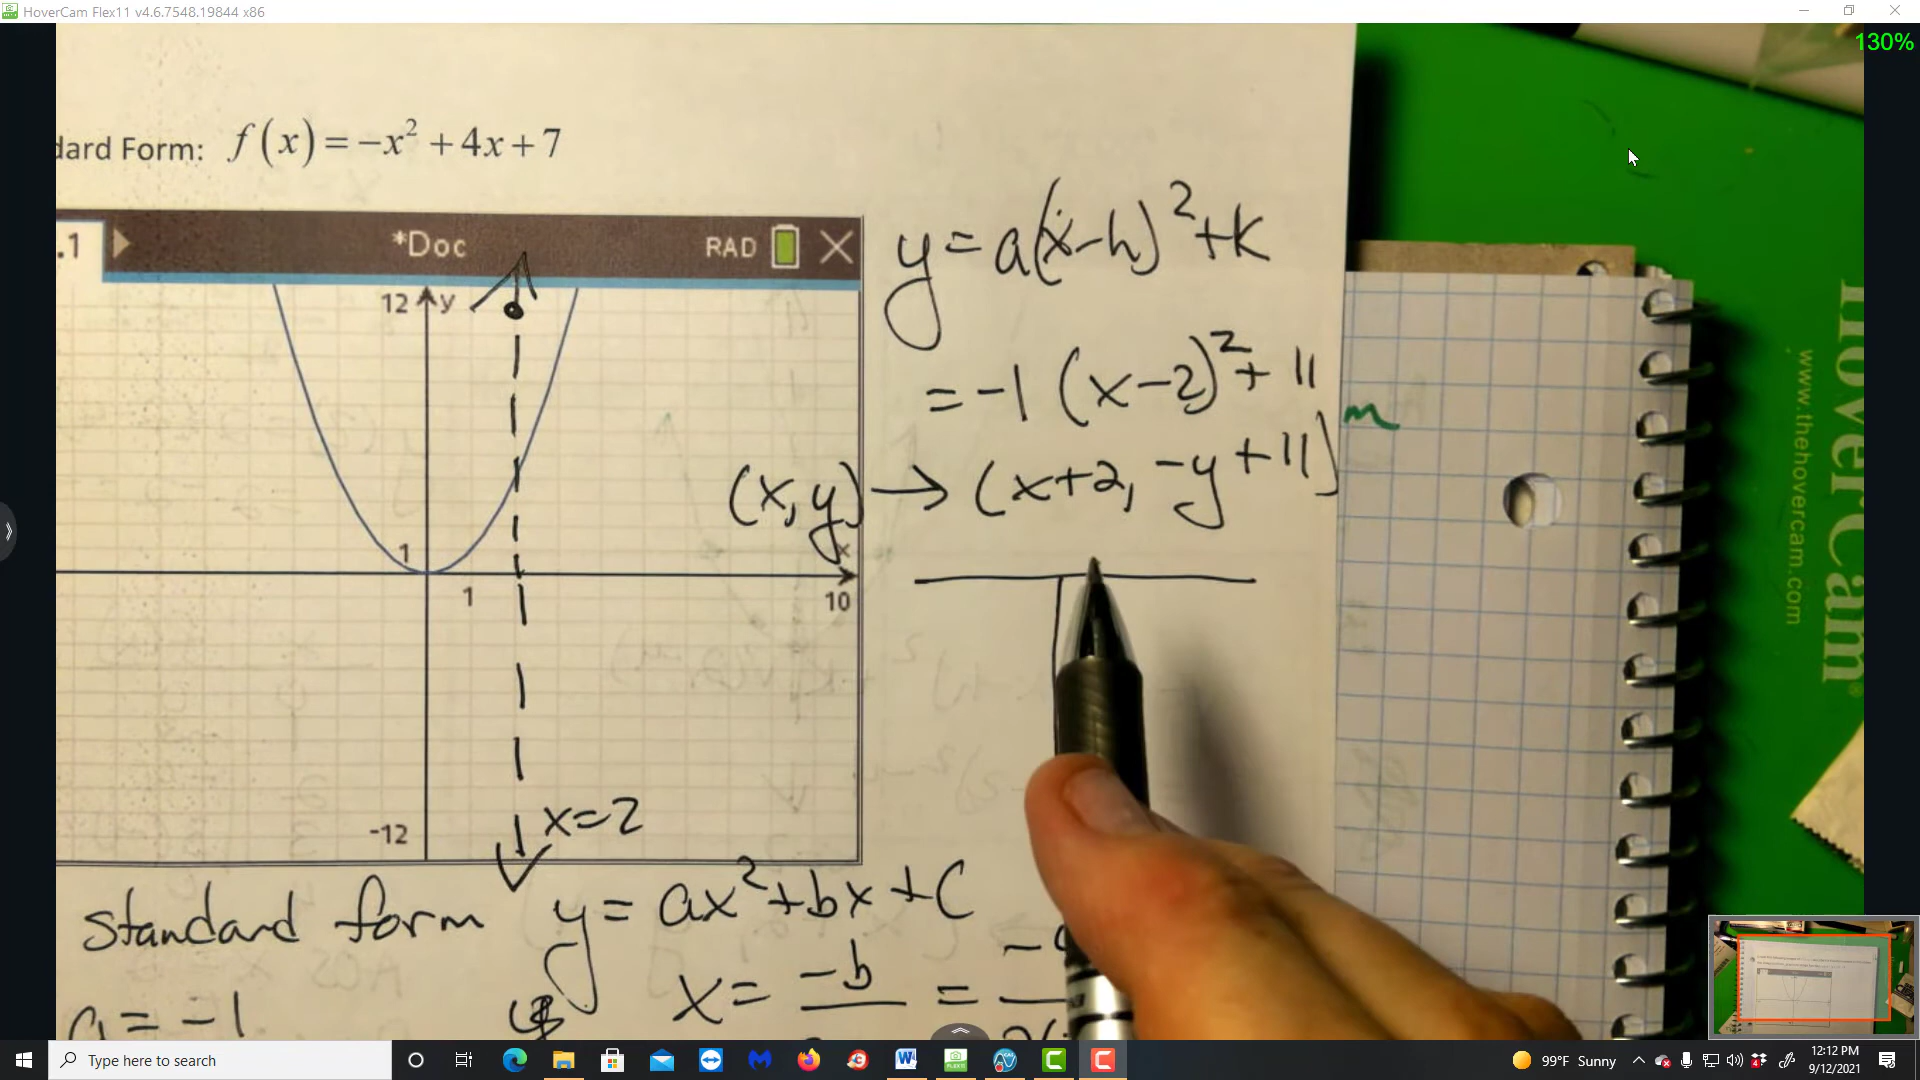 HoverCam Flex11 v4.6.7548.19844 x86
130%
dard Form: f(x) = -x² + 4x + 7
.1 *Doc RAD
12 y
1
1
x
10
-12
y = a(x-h)² + k
= -1 (x-2)² + 11
(x, y) → (x+2, -y+11)
m
x=2
standard form y = ax² + bx + c
x = -b =
a = -1
HoverCam
www.thehovercam.com
Type here to search
99°F Sunny
12:12 PM
9/12/2021